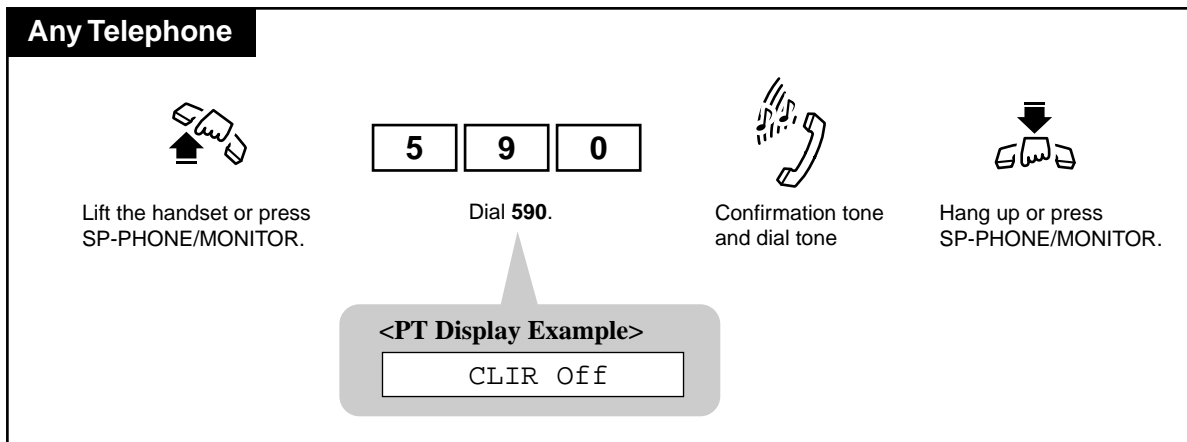 Any Telephone
5 9 0
Lift the handset or press
SP-PHONE/MONITOR.
Dial 590.
Confirmation tone
and dial tone
Hang up or press
SP-PHONE/MONITOR.
<PT Display Example>
CLIR Off